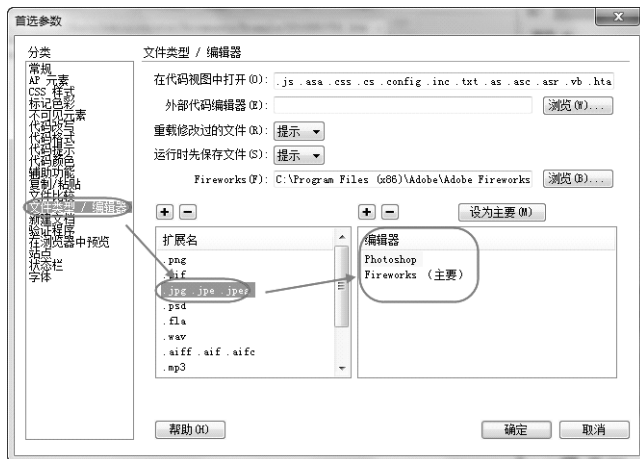 首选参数
分类
常规
AP 元素
CSS 样式
标记色彩
不可见元素
代码改写
代码格式
代码提示
代码颜色
辅助功能
复制/粘贴
文件比较
文件类型 / 编辑器
新建文档
验证程序
在浏览器中预览
站点
状态栏
字体
文件类型 / 编辑器
在代码视图中打开(O): .js .asa .css .cs .config .inc .txt .as .asc .asr .vb .hta
外部代码编辑器(E): 浏览(W)...
重载修改过的文件(R): 提示
运行时先保存文件(S): 提示
Fireworks(F): C:\Program Files (x86)\Adobe\Adobe Fireworks 浏览(B)...
设为主要(M)
扩展名
.png
.gif
.jpg .jpe .jpeg
.psd
.fla
.wav
.aiff .aif .aifc
.mp3
编辑器
Photoshop
Fireworks （主要）
帮助(H)
确定
取消